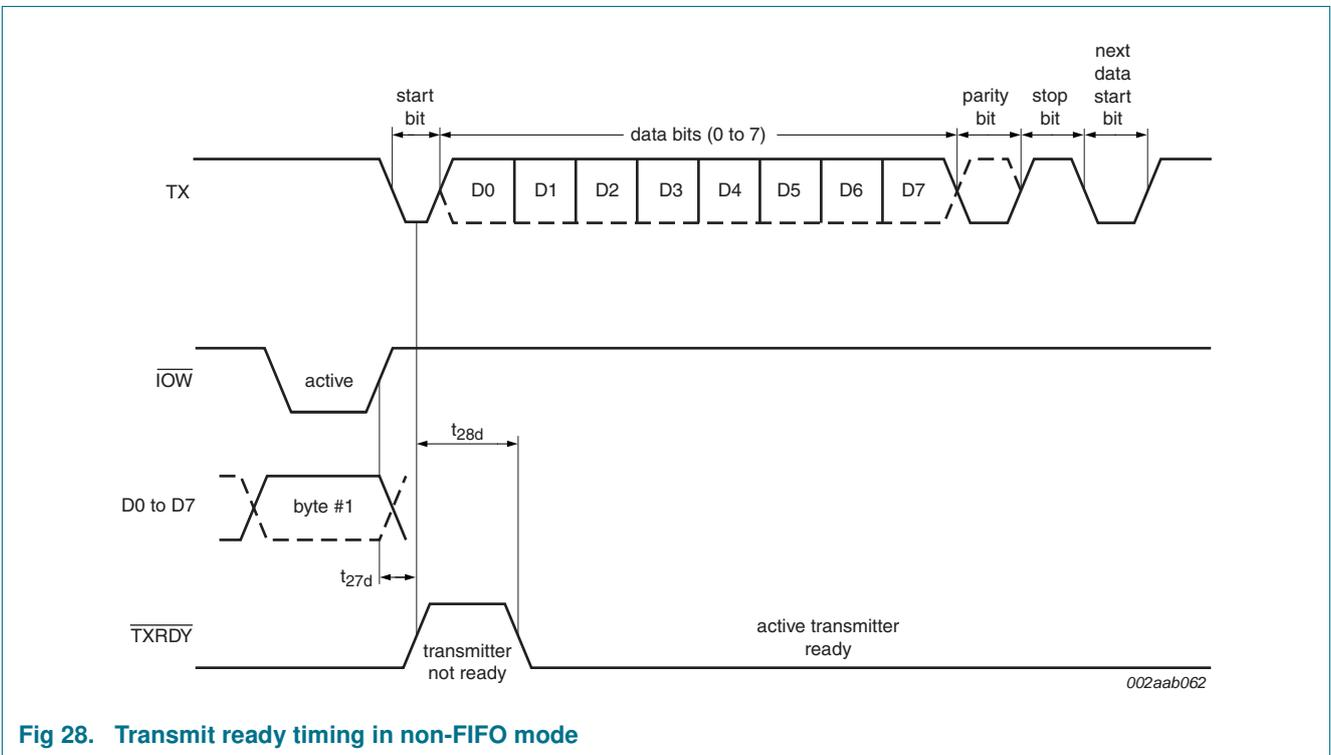 next
data
start
bit
start
bit
parity
bit
stop
bit
data bits (0 to 7)
TX
D0
D1
D2
D3
D4
D5
D6
D7
IOW
active
t28d
D0 to D7
byte #1
t27d
TXRDY
transmitter
not ready
active transmitter
ready
002aab062
Fig 28. Transmit ready timing in non-FIFO mode